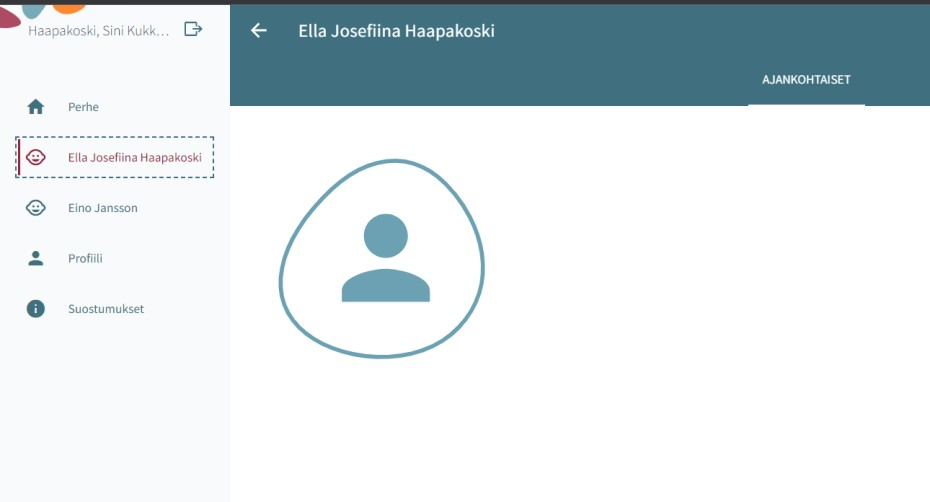 Haapakoski, Sini Kukk...
Perhe
Ella Josefiina Haapakoski
Eino Jansson
Profiili
Suostumukset
Ella Josefiina Haapakoski
AJANKOHTAISET